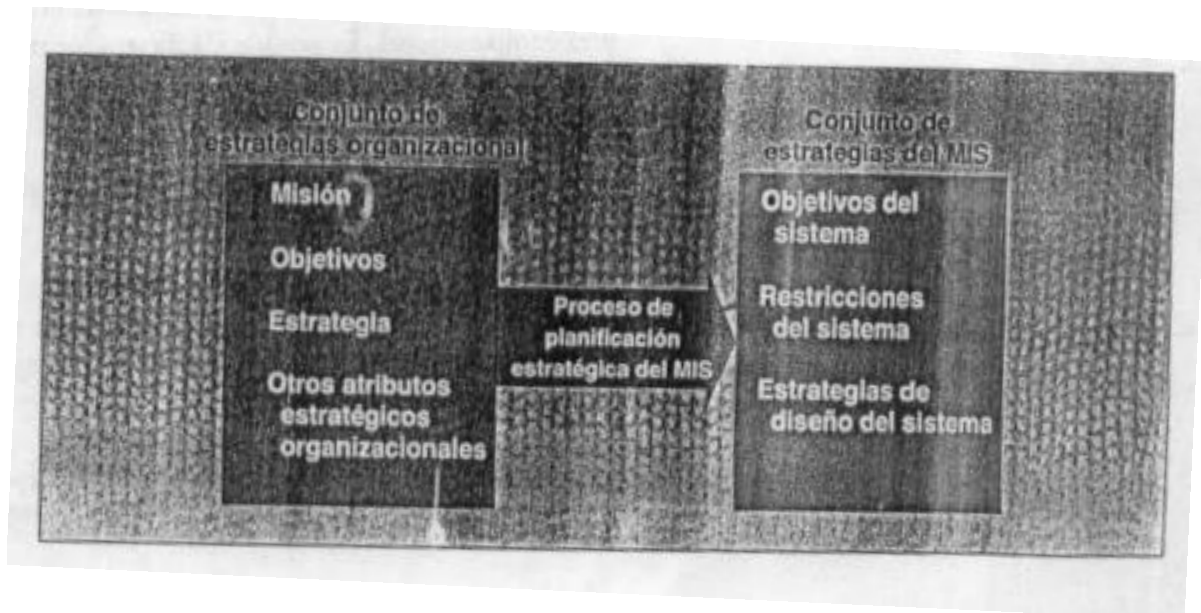 Conjunto de
estrategias organizacional
Misión
Objetivos
Estrategia
Otros atributos
estratégicos
organizacionales
Proceso de
planificación
estratégica del MIS
Conjunto de
estrategias del MIS
Objetivos del
sistema
Restricciones
del sistema
Estrategias de
diseño del sistema